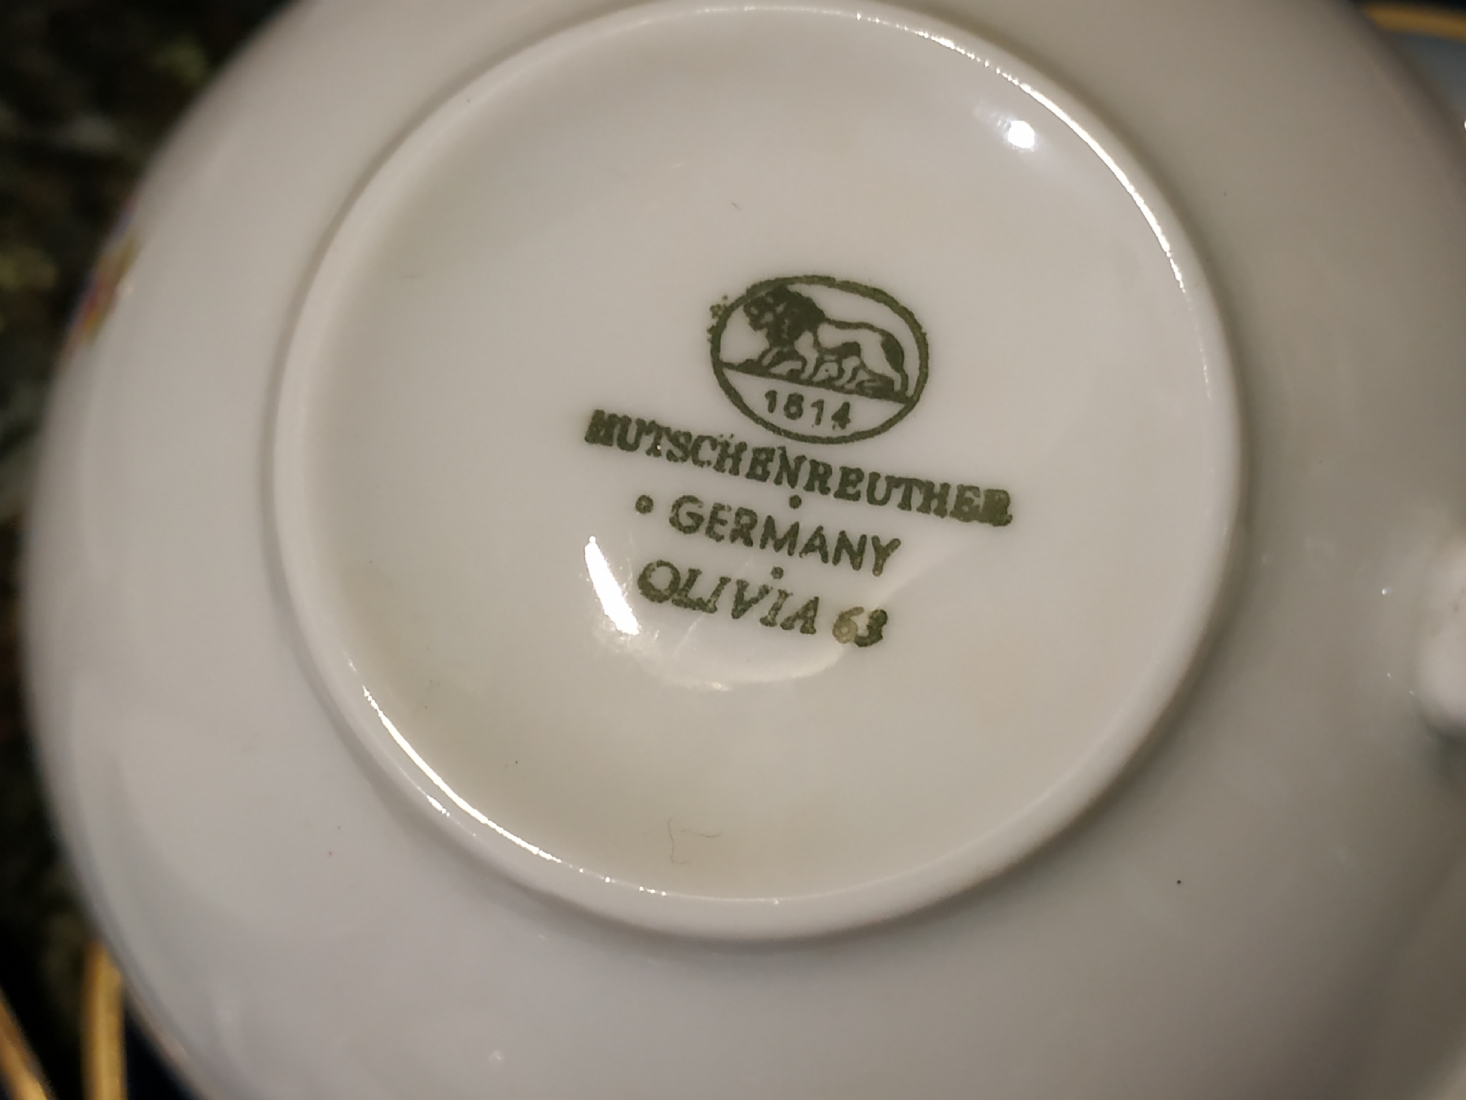 1814
HUTSCHENREUTHER
GERMANY
OLIVIA 63